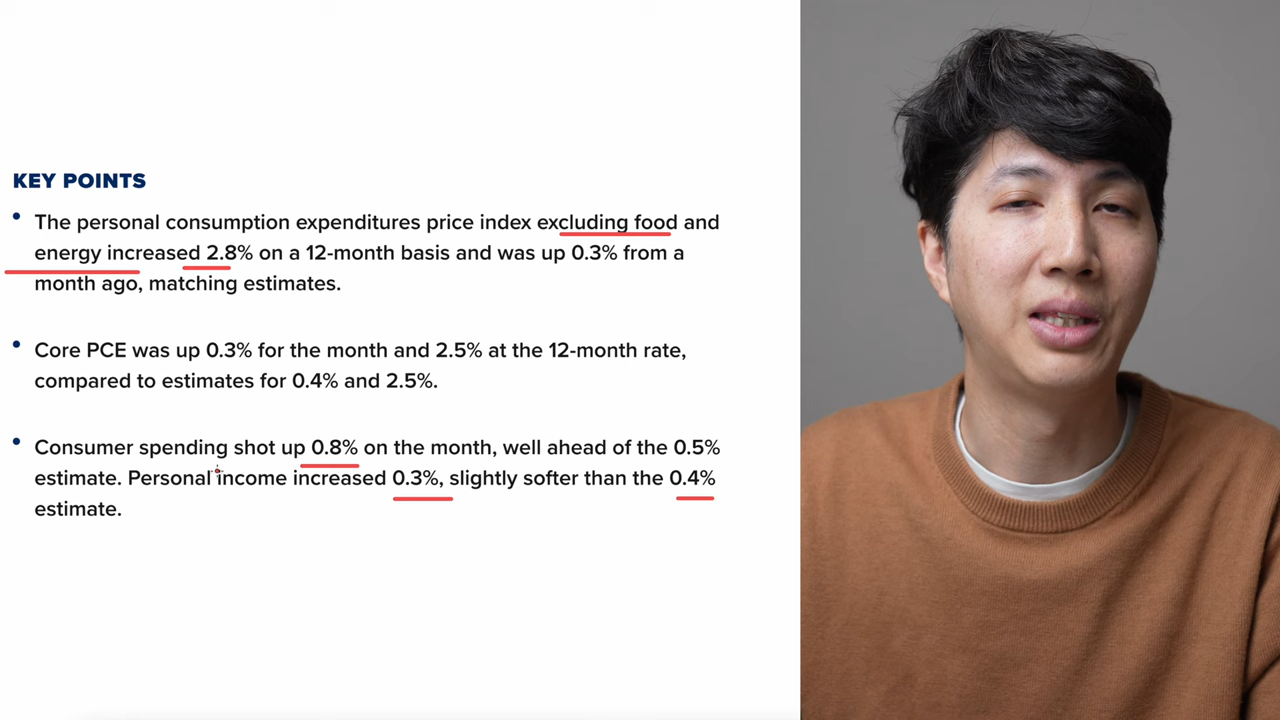 KEY POINTS
• The personal consumption expenditures price index excluding food and
energy increased 2.8% on a 12-month basis and was up 0.3% from a
month ago, matching estimates.
• Core PCE was up 0.3% for the month and 2.5% at the 12-month rate,
compared to estimates for 0.4% and 2.5%.
• Consumer spending shot up 0.8% on the month, well ahead of the 0.5%
estimate. Personal income increased 0.3%, slightly softer than the 0.4%
estimate.